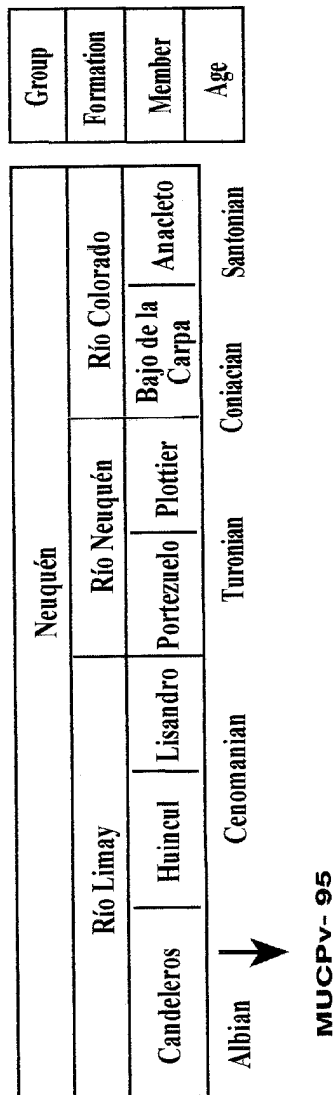 Group
Formation
Member
Age
Neuquén
Río Limay
Río Neuquén
Río Colorado
Candeleros
Huincul
Lisandro
Portezuelo
Plottier
Bajo de la
Carpa
Anacleto
Albian
Cenomanian
Turonian
Coniacian
Santonian
MUCPv- 95